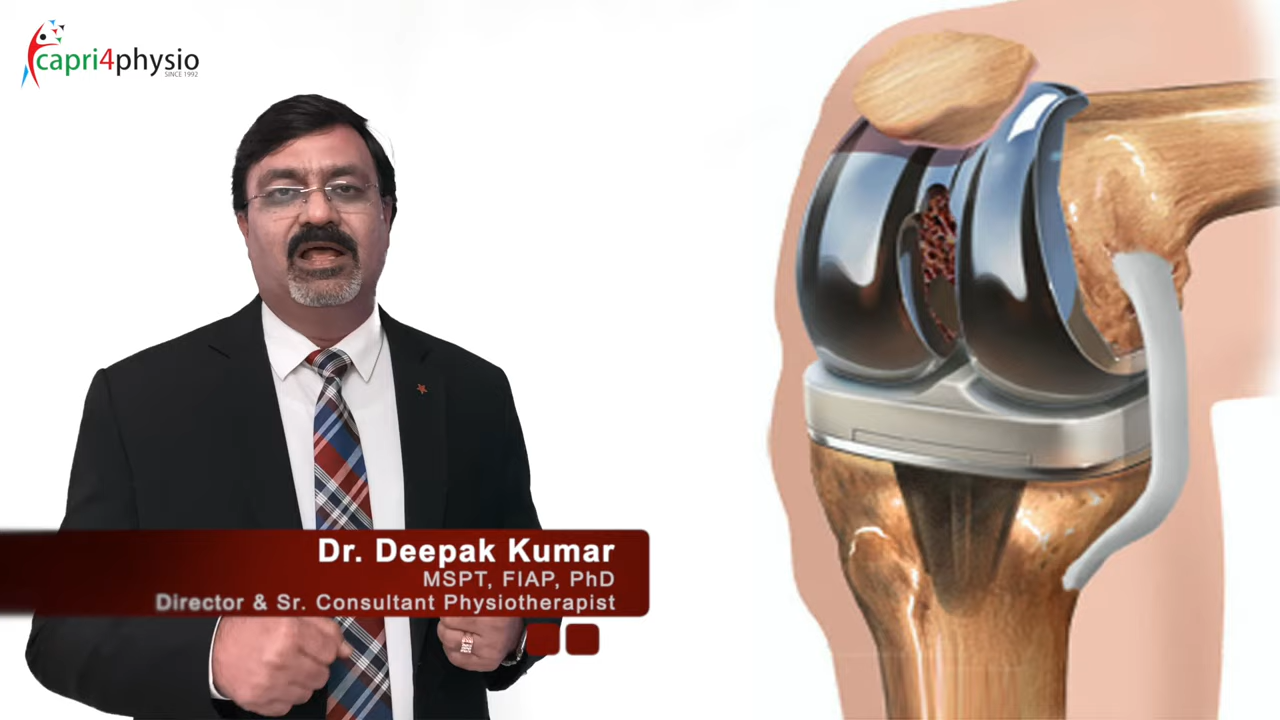 capri4physio
SINCE 1992
Dr. Deepak Kumar
MSPT, FIAP, PhD
Director & Sr. Consultant Physiotherapist